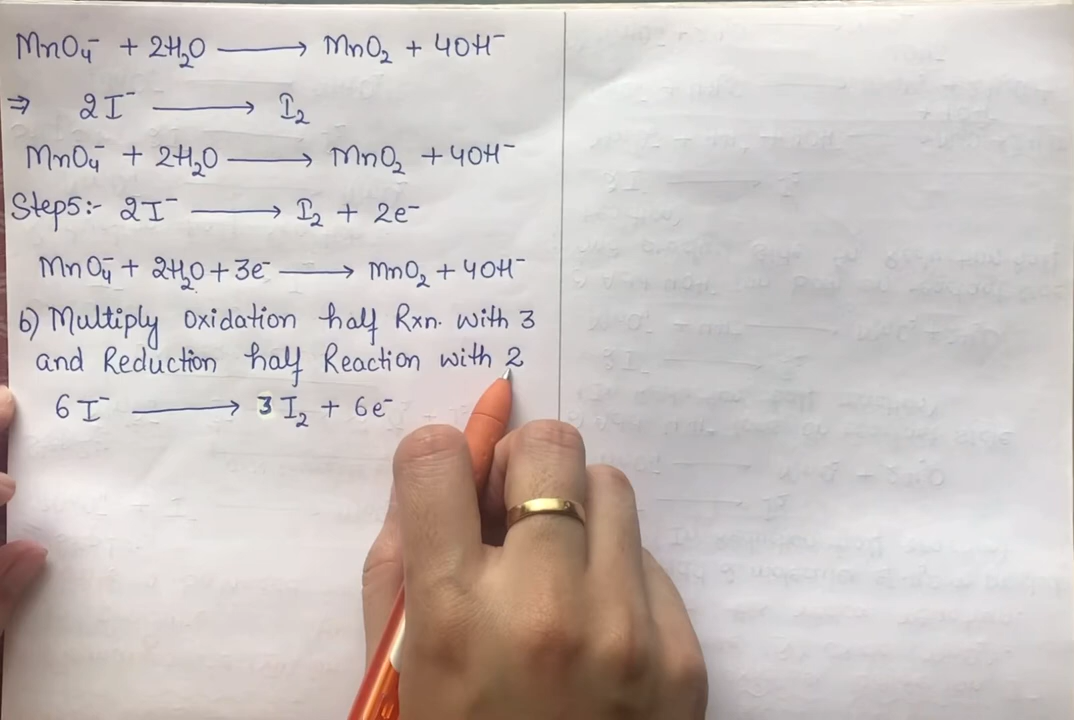 MnO₄⁻ + 2H₂O ⟶ MnO₂ + 4OH⁻
⇒ 2I⁻ ⟶ I₂
MnO₄⁻ + 2H₂O ⟶ MnO₂ + 4OH⁻
Step5:- 2I⁻ ⟶ I₂ + 2e⁻
MnO₄⁻ + 2H₂O + 3e⁻ ⟶ MnO₂ + 4OH⁻
6) Multiply Oxidation half Rxn. with 3
and Reduction half Reaction with 2
6I⁻ ⟶ 3I₂ + 6e⁻